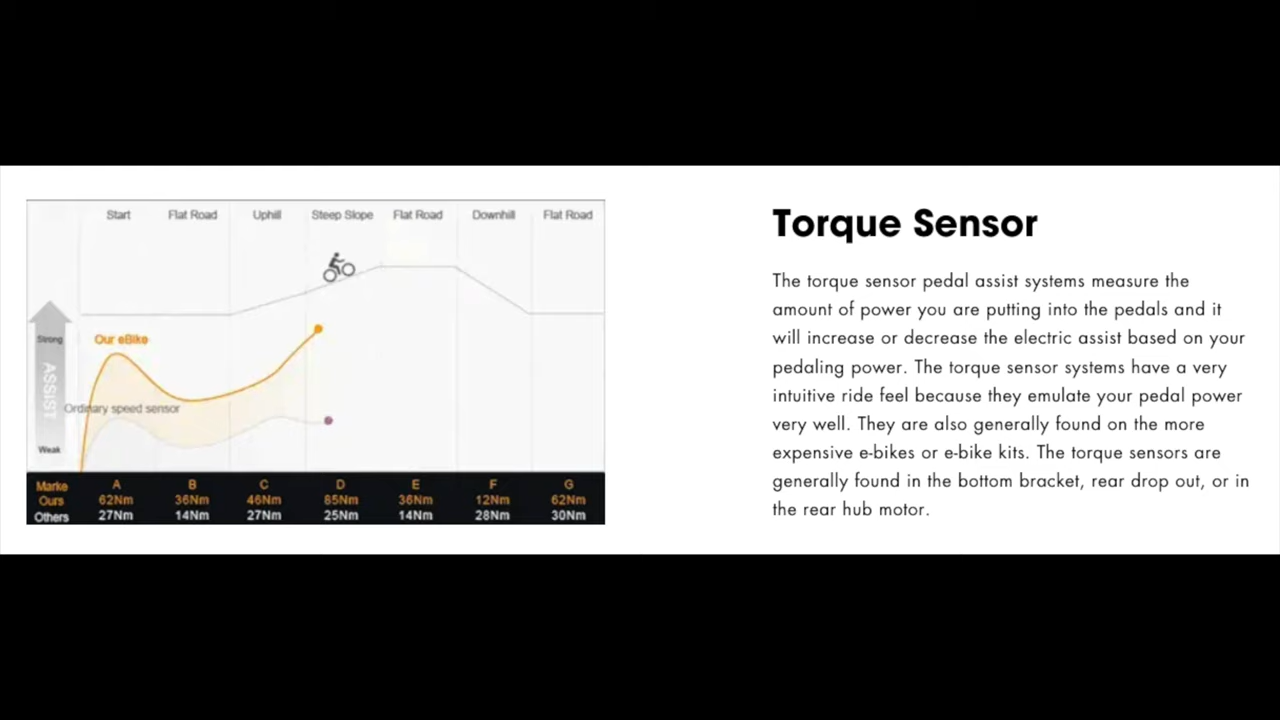 Start Flat Road Uphill Steep Slope Flat Road Downhill Flat Road
Strong
ASSIST
Weak
Our eBike
Ordinary speed sensor
Marke A B C D E F G
Ours 62Nm 36Nm 46Nm 85Nm 36Nm 12Nm 62Nm
Others 27Nm 14Nm 27Nm 25Nm 14Nm 28Nm 30Nm
Torque Sensor
The torque sensor pedal assist systems measure the
amount of power you are putting into the pedals and it
will increase or decrease the electric assist based on your
pedaling power. The torque sensor systems have a very
intuitive ride feel because they emulate your pedal power
very well. They are also generally found on the more
expensive e-bikes or e-bike kits. The torque sensors are
generally found in the bottom bracket, rear drop out, or in
the rear hub motor.